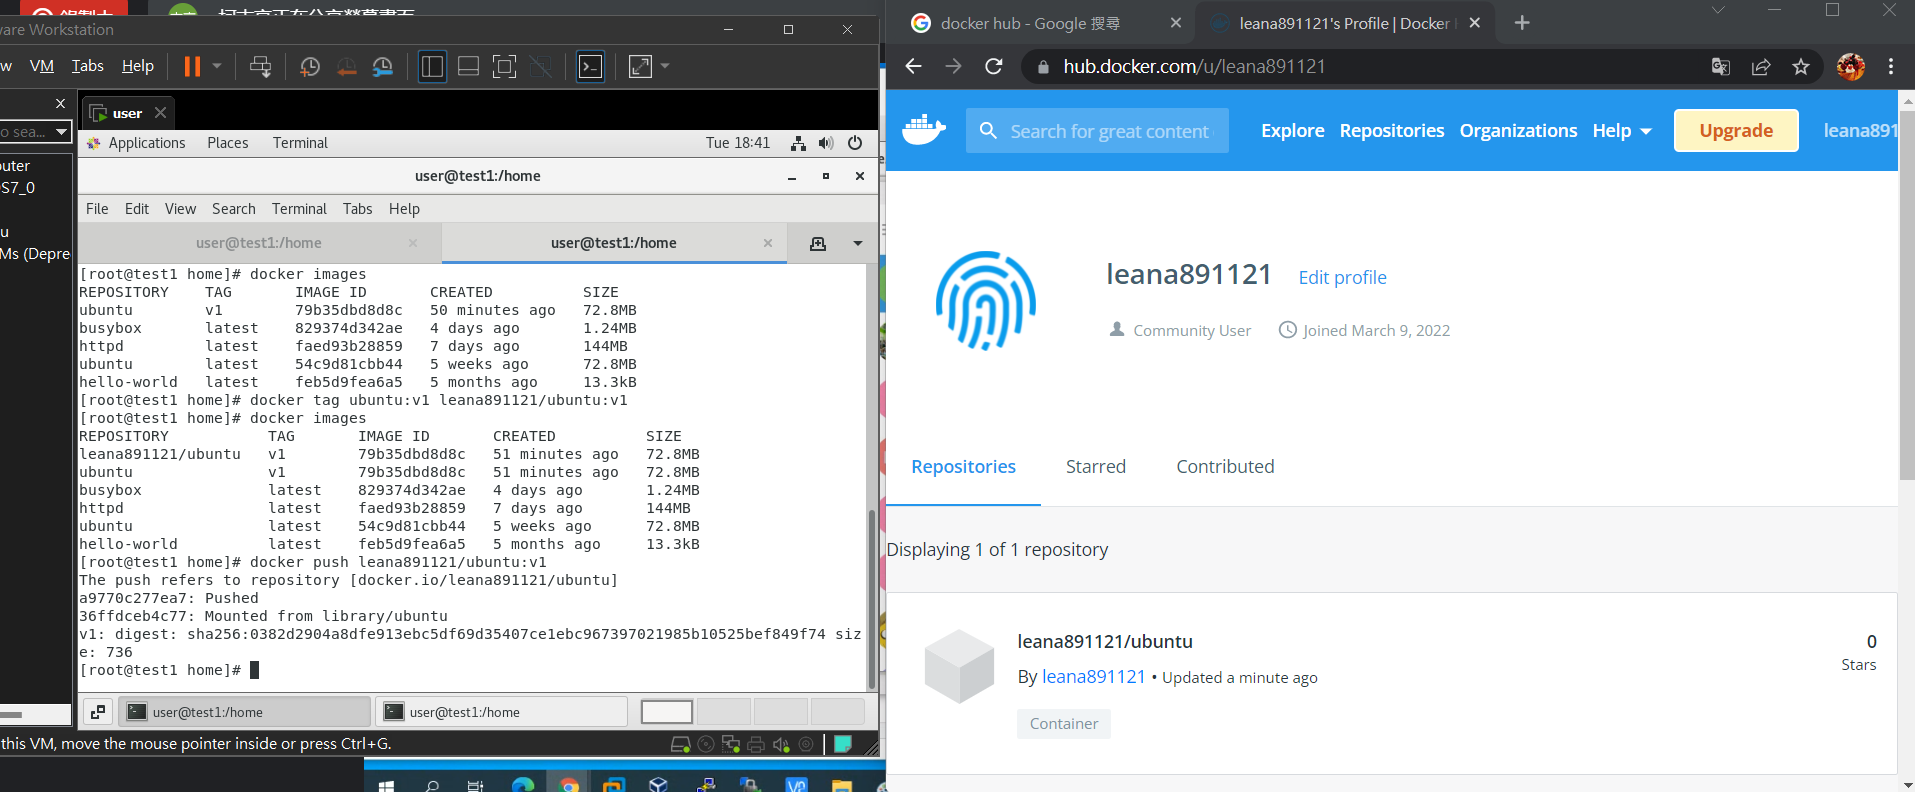 docker hub - Google 搜尋
leana891121's Profile | Docker
hub.docker.com/u/leana891121
are Workstation
w VM Tabs Help
user
o sea...
Applications Places Terminal Tue 18:41
uter
OS7_0
u
Ms (Depre
user@test1:/home
File Edit View Search Terminal Tabs Help
user@test1:/home user@test1:/home
[root@test1 home]# docker images
REPOSITORY TAG IMAGE ID CREATED SIZE
ubuntu v1 79b35dbd8d8c 50 minutes ago 72.8MB
busybox latest 829374d342ae 4 days ago 1.24MB
httpd latest faed93b28859 7 days ago 144MB
ubuntu latest 54c9d81cbb44 5 weeks ago 72.8MB
hello-world latest feb5d9fea6a5 5 months ago 13.3kB
[root@test1 home]# docker tag ubuntu:v1 leana891121/ubuntu:v1
[root@test1 home]# docker images
REPOSITORY TAG IMAGE ID CREATED SIZE
leana891121/ubuntu v1 79b35dbd8d8c 51 minutes ago 72.8MB
ubuntu v1 79b35dbd8d8c 51 minutes ago 72.8MB
busybox latest 829374d342ae 4 days ago 1.24MB
httpd latest faed93b28859 7 days ago 144MB
ubuntu latest 54c9d81cbb44 5 weeks ago 72.8MB
hello-world latest feb5d9fea6a5 5 months ago 13.3kB
[root@test1 home]# docker push leana891121/ubuntu:v1
The push refers to repository [docker.io/leana891121/ubuntu]
a9770c277ea7: Pushed
36ffdceb4c77: Mounted from library/ubuntu
v1: digest: sha256:0382d2904a8dfe913ebc5df69d35407ce1ebc967397021985b10525bef849f74 siz
e: 736
[root@test1 home]#
user@test1:/home user@test1:/home
this VM, move the mouse pointer inside or press Ctrl+G.
Search for great content Explore Repositories Organizations Help Upgrade leana891
leana891121 Edit profile
Community User Joined March 9, 2022
Repositories Starred Contributed
Displaying 1 of 1 repository
leana891121/ubuntu 0
By leana891121 • Updated a minute ago Stars
Container